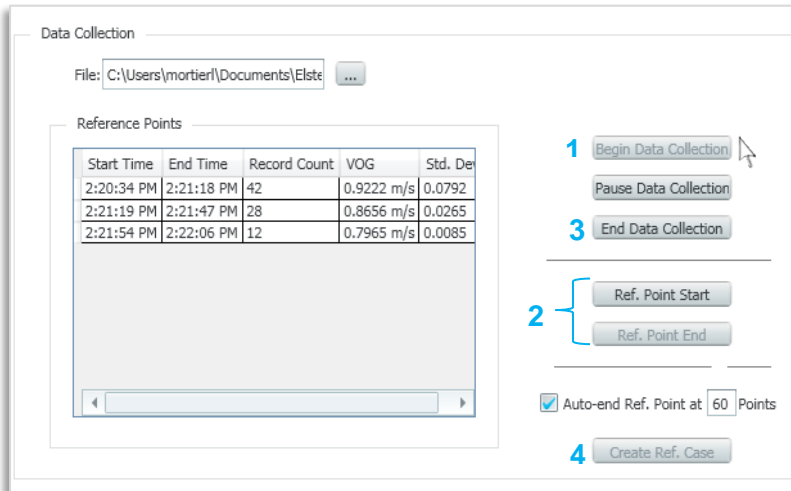 Data Collection
File: C:\Users\mortierl\Documents\Elste ...
Reference Points
Start Time End Time Record Count VOG Std. Dev
2:20:34 PM 2:21:18 PM 42 0.9222 m/s 0.0792
2:21:19 PM 2:21:47 PM 28 0.8656 m/s 0.0265
2:21:54 PM 2:22:06 PM 12 0.7965 m/s 0.0085
1 Begin Data Collection
Pause Data Collection
3 End Data Collection
2
Ref. Point Start
Ref. Point End
Auto-end Ref. Point at 60 Points
4 Create Ref. Case